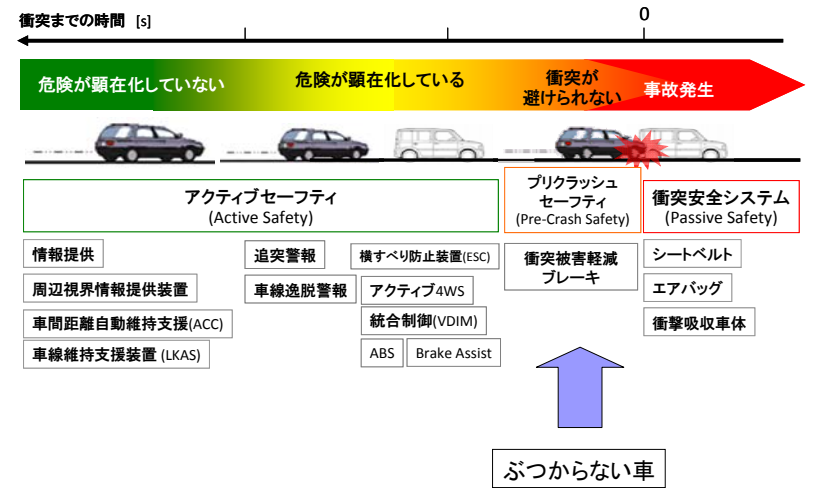 衝突までの時間 [s]
0
危険が顕在化していない
危険が顕在化している
衝突が
避けられない
事故発生
アクティブセーフティ
(Active Safety)
プリクラッシュ
セーフティ
(Pre-Crash Safety)
衝突安全システム
(Passive Safety)
情報提供
周辺視界情報提供装置
車間距離自動維持支援(ACC)
車線維持支援装置 (LKAS)
追突警報
車線逸脱警報
横すべり防止装置(ESC)
アクティブ4WS
統合制御(VDIM)
ABS
Brake Assist
衝突被害軽減
ブレーキ
シートベルト
エアバッグ
衝撃吸収車体
ぶつからない車